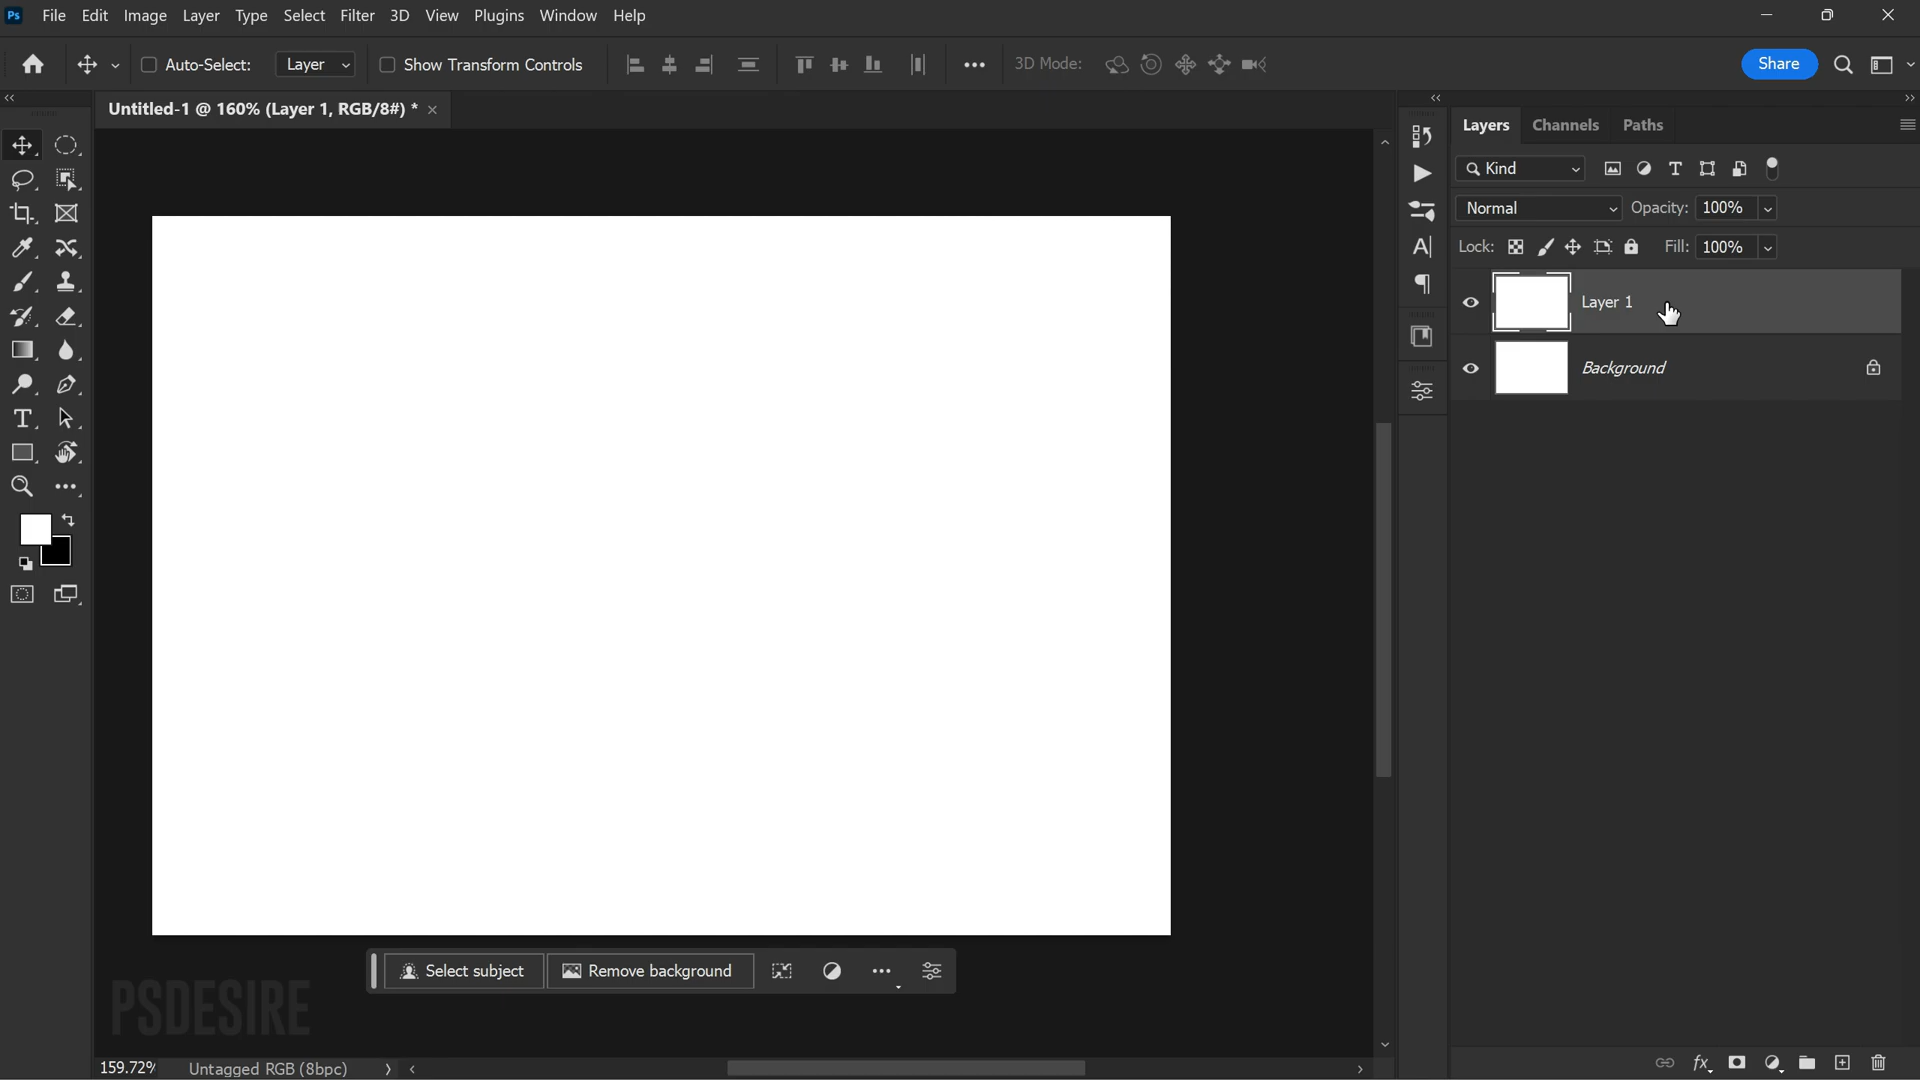 Ps File Edit Image Layer Type Select Filter 3D View Plugins Window Help
Auto-Select: Layer Show Transform Controls 3D Mode: Share
Untitled-1 @ 160% (Layer 1, RGB/8#) *
Layers Channels Paths
Kind
Normal Opacity: 100%
Lock: Fill: 100%
Layer 1
Background
Select subject Remove background
PSDESIRE
159.72% Untagged RGB (8bpc)